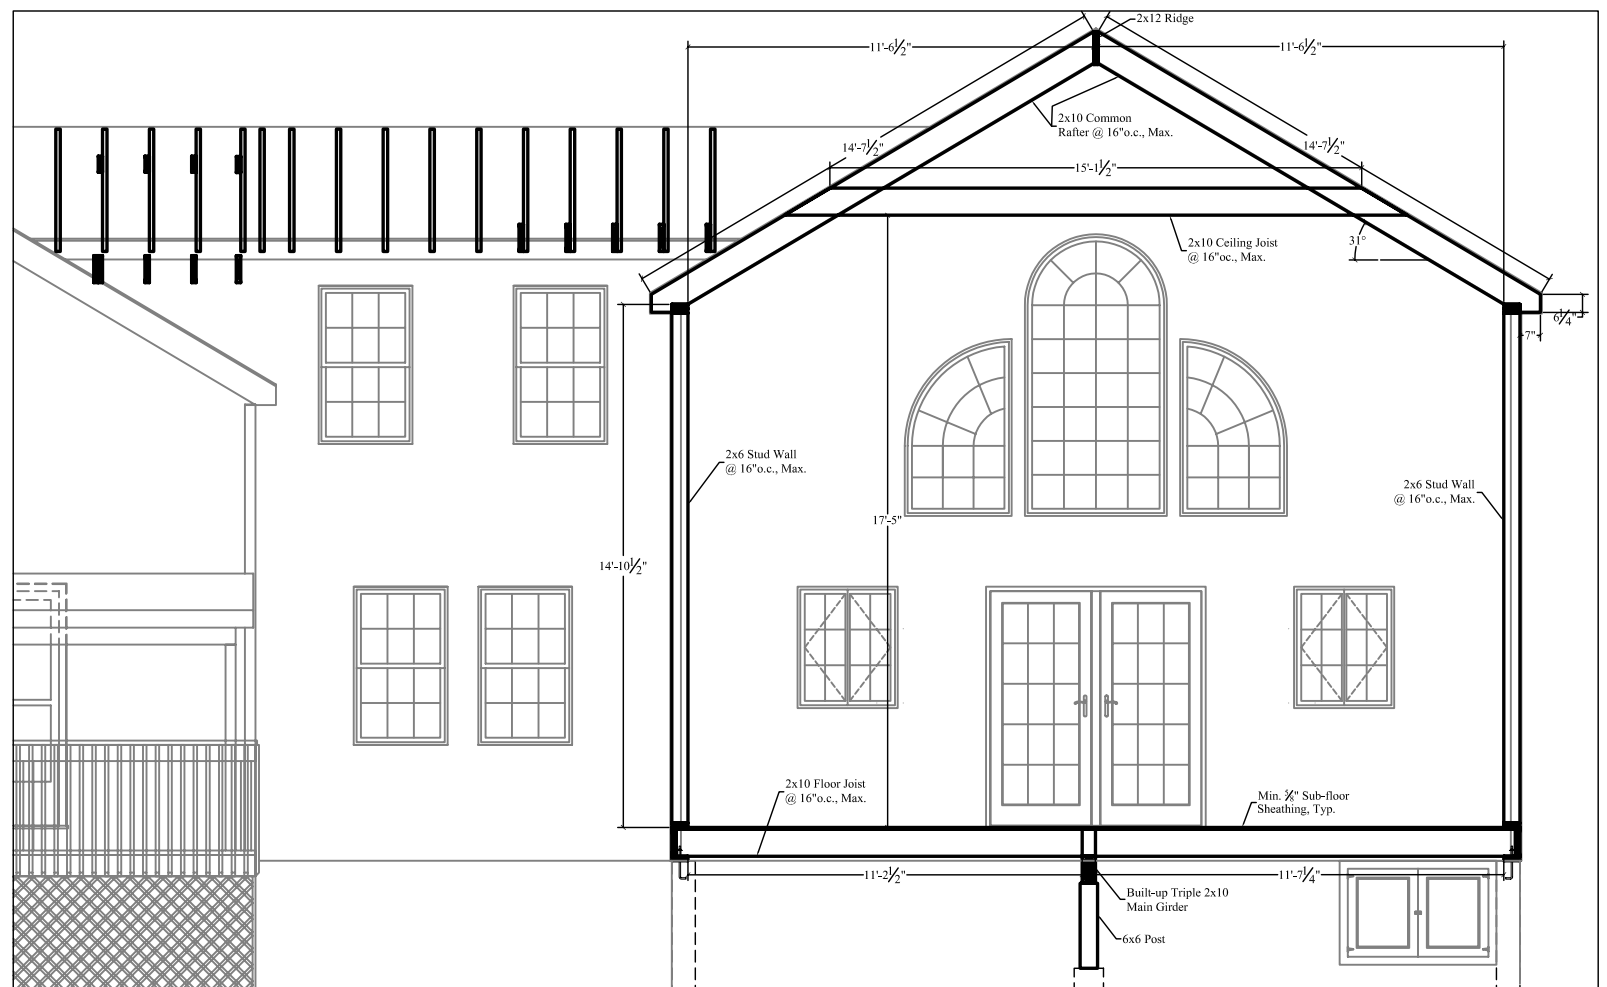 2x12 Ridge
11'-6½"
11'-6½"
2x10 Common
Rafter @ 16"o.c., Max.
14'-7½"
14'-7½"
15'-1½"
2x10 Ceiling Joist
@ 16"oc., Max.
31°
6¼"
7"
2x6 Stud Wall
@ 16"o.c., Max.
2x6 Stud Wall
@ 16"o.c., Max.
17'-5"
14'-10½"
2x10 Floor Joist
@ 16"o.c., Max.
Min. ⅝" Sub-floor
Sheathing, Typ.
11'-2½"
11'-7¼"
Built-up Triple 2x10
Main Girder
6x6 Post